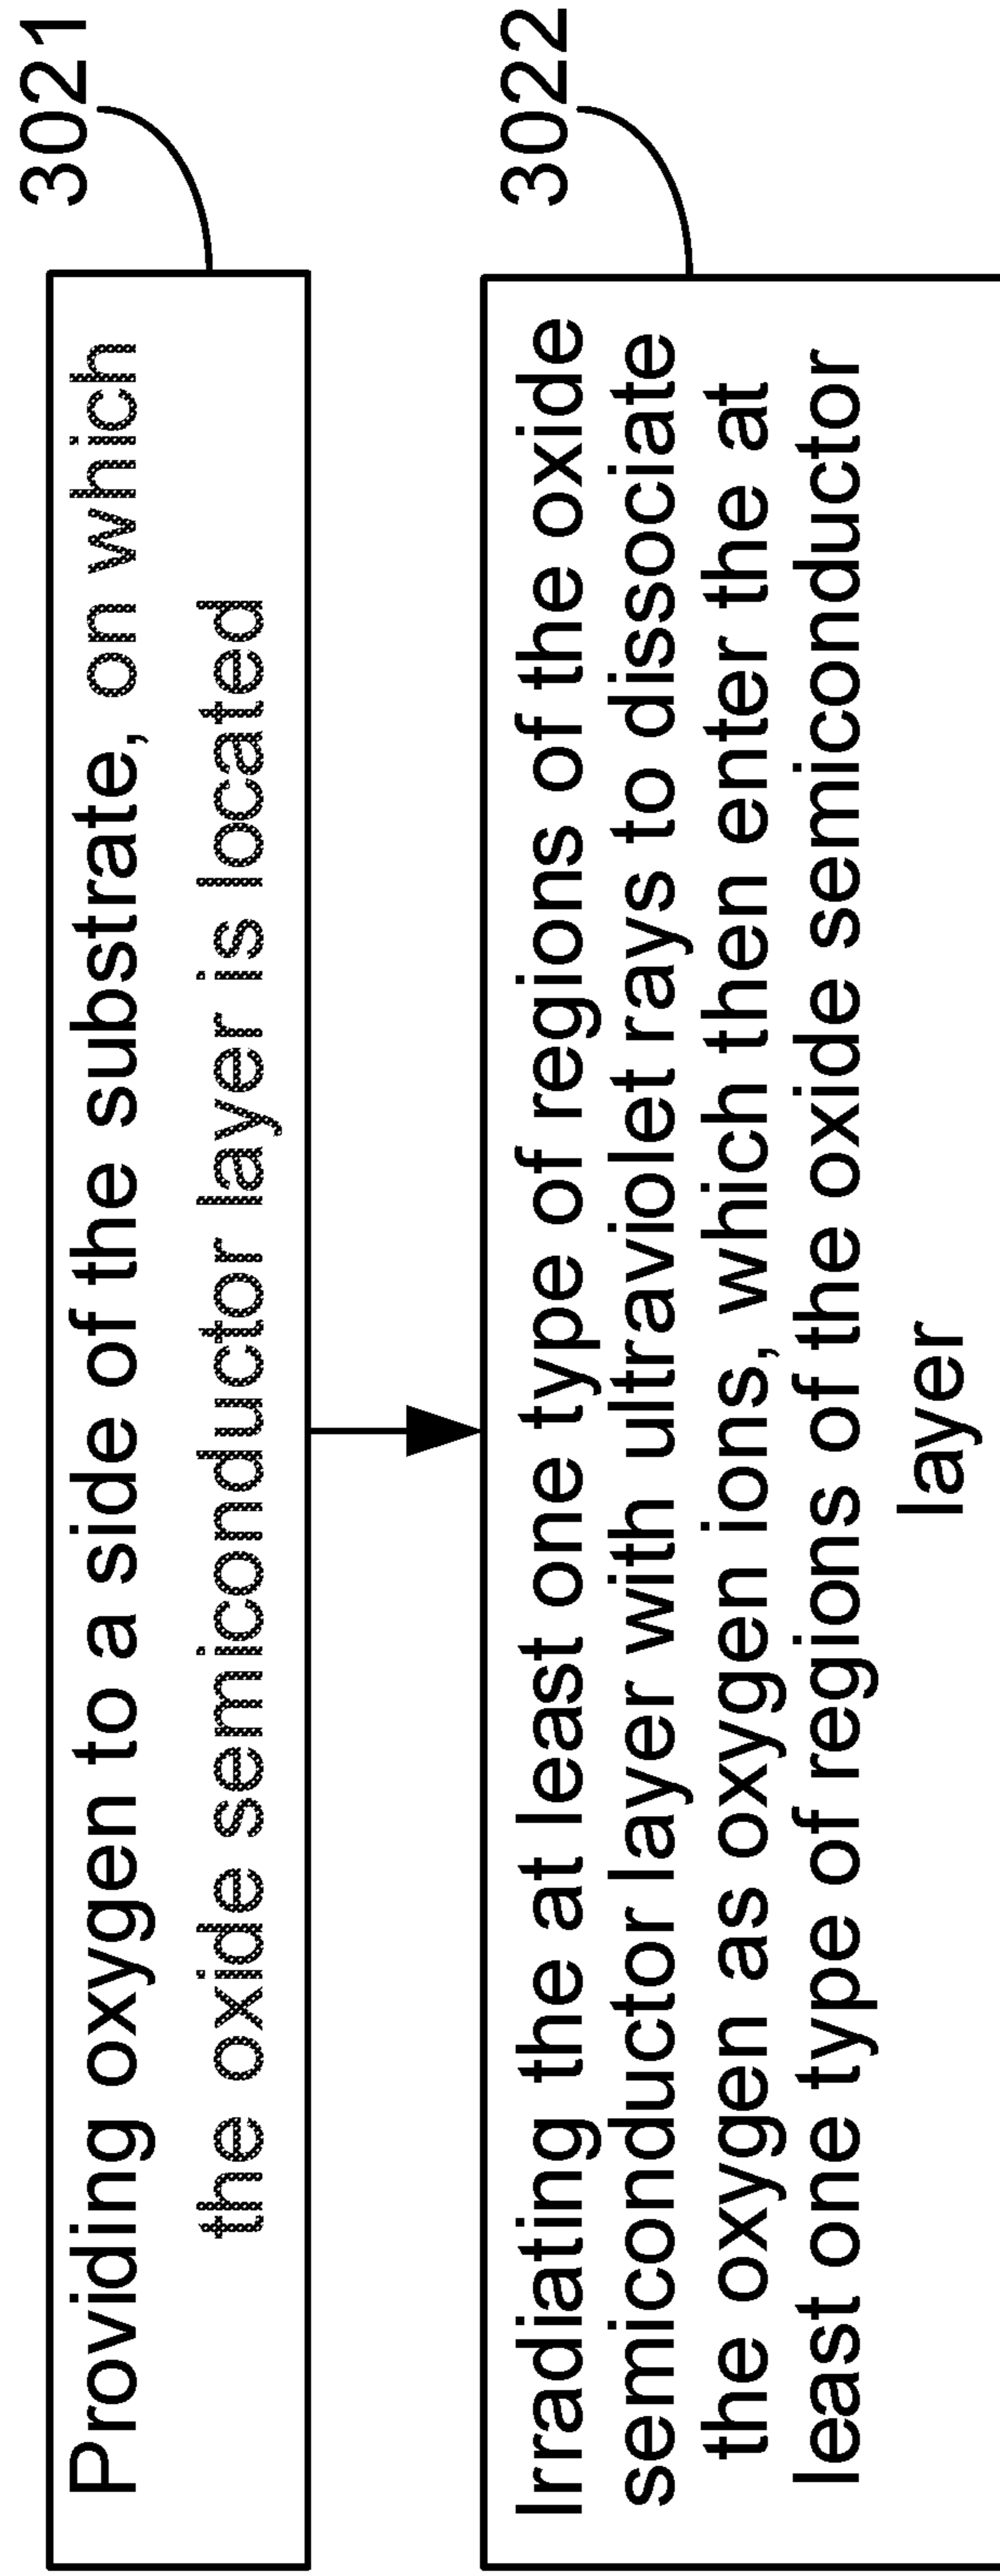 Providing oxygen to a side of the substrate, on which
the oxide semiconductor layer is located
3021
Irradiating the at least one type of regions of the oxide
semiconductor layer with ultraviolet rays to dissociate
the oxygen as oxygen ions, which then enter the at
least one type of regions of the oxide semiconductor
layer
3022